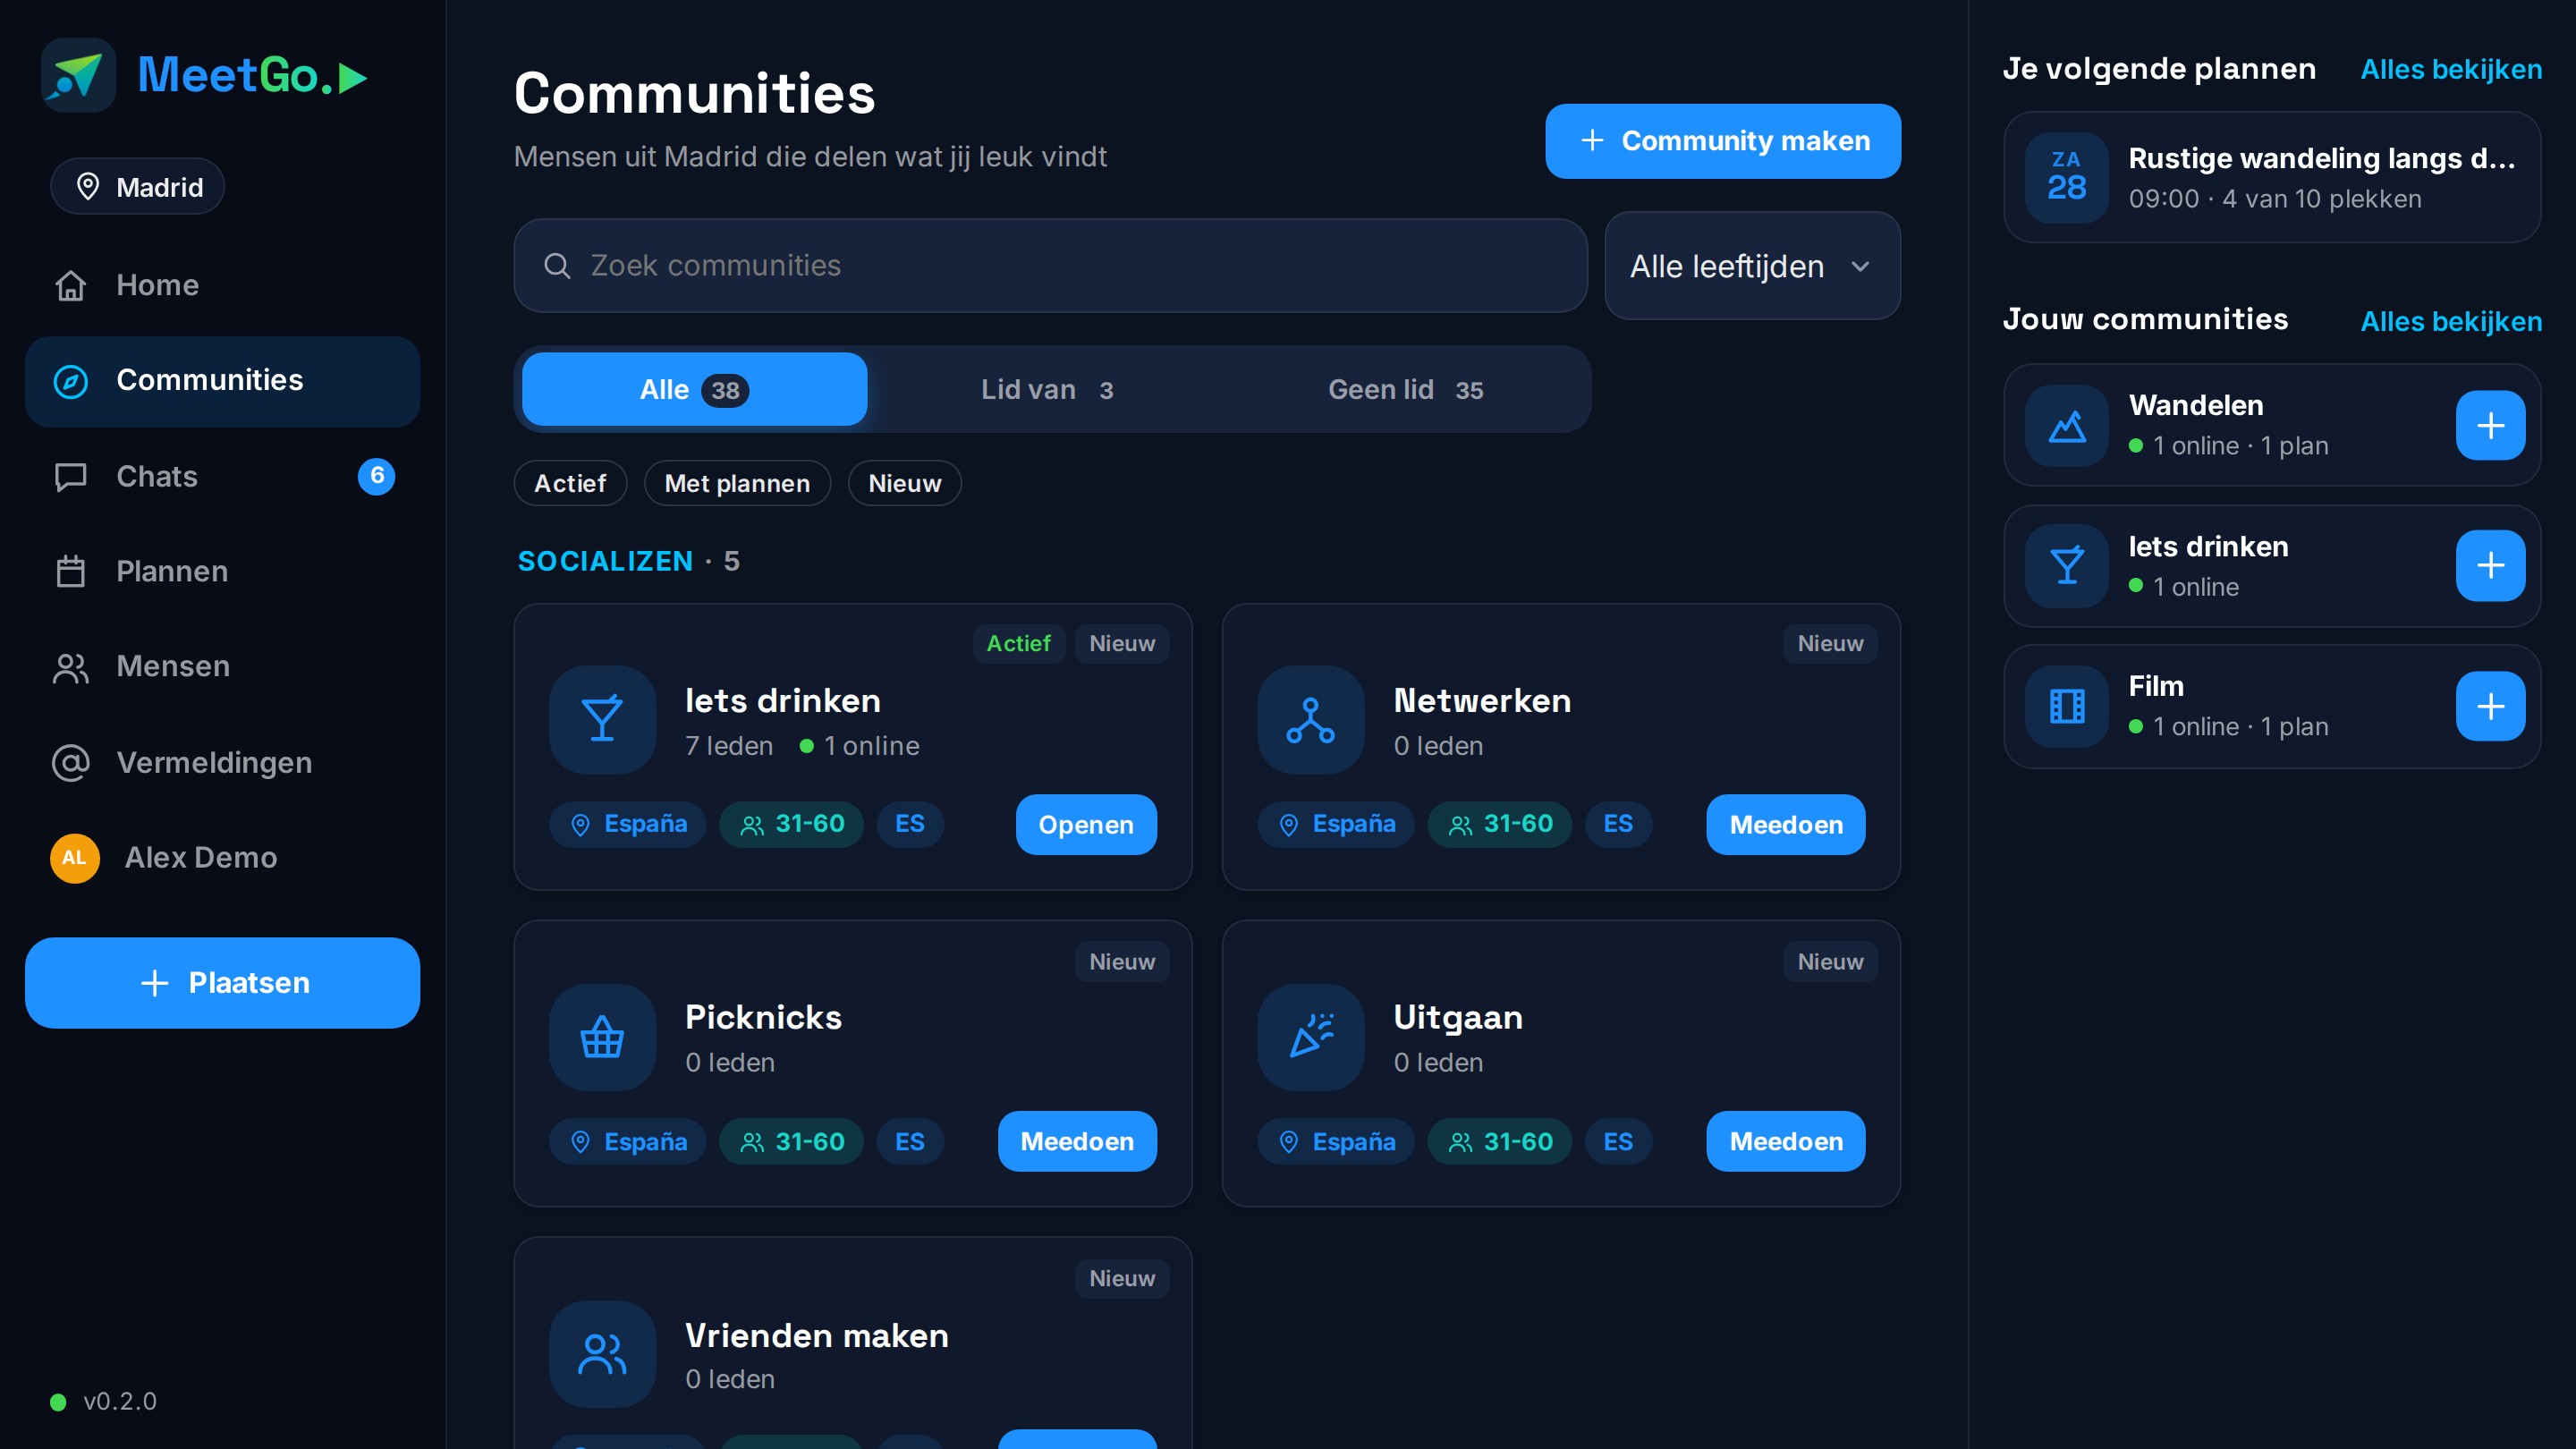 MeetGo.
Madrid
Home
Communities
Chats 6
Plannen
Mensen
Vermeldingen
AL Alex Demo
Plaatsen
v0.2.0
Communities
Mensen uit Madrid die delen wat jij leuk vindt
Community maken
Zoek communities
Alle leeftijden
Alle 38 Lid van 3 Geen lid 35
Actief Met plannen Nieuw
SOCIALIZEN · 5
Actief Nieuw
Iets drinken
7 leden 1 online
España 31-60 ES Openen
Nieuw
Netwerken
0 leden
España 31-60 ES Meedoen
Nieuw
Picknicks
0 leden
España 31-60 ES Meedoen
Nieuw
Uitgaan
0 leden
España 31-60 ES Meedoen
Nieuw
Vrienden maken
0 leden
Je volgende plannen Alles bekijken
ZA
28
Rustige wandeling langs d...
09:00 · 4 van 10 plekken
Jouw communities Alles bekijken
Wandelen
1 online · 1 plan
Iets drinken
1 online
Film
1 online · 1 plan